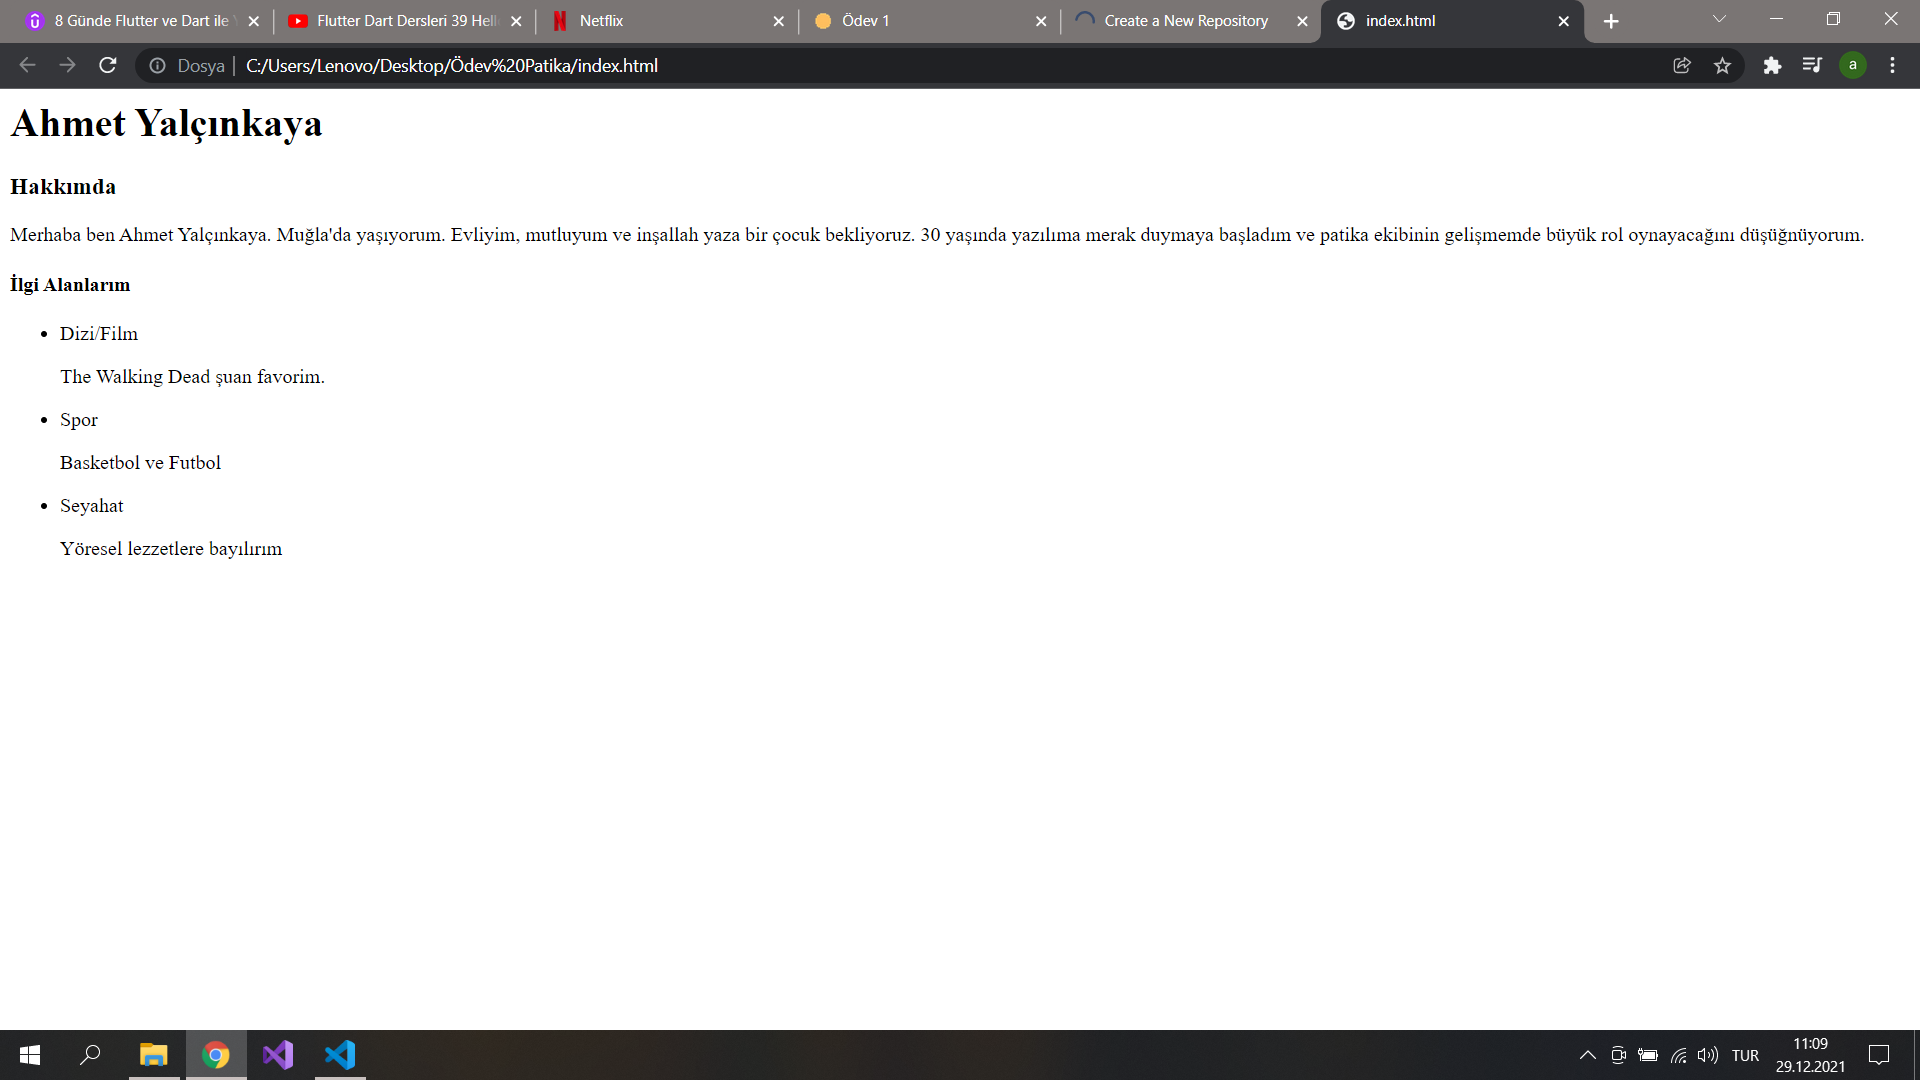 8 Günde Flutter ve Dart ile
Flutter Dart Dersleri 39 Hell
Netflix
Ödev 1
Create a New Repository
index.html
Dosya
C:/Users/Lenovo/Desktop/Ödev%20Patika/index.html
a
Ahmet Yalçınkaya
Hakkımda
Merhaba ben Ahmet Yalçınkaya. Muğla'da yaşıyorum. Evliyim, mutluyum ve inşallah yaza bir çocuk bekliyoruz. 30 yaşında yazılıma merak duymaya başladım ve patika ekibinin gelişmemde büyük rol oynayacağını düşüğnüyorum.
İlgi Alanlarım
Dizi/Film
The Walking Dead şuan favorim.
Spor
Basketbol ve Futbol
Seyahat
Yöresel lezzetlere bayılırım
TUR
11:09
29.12.2021